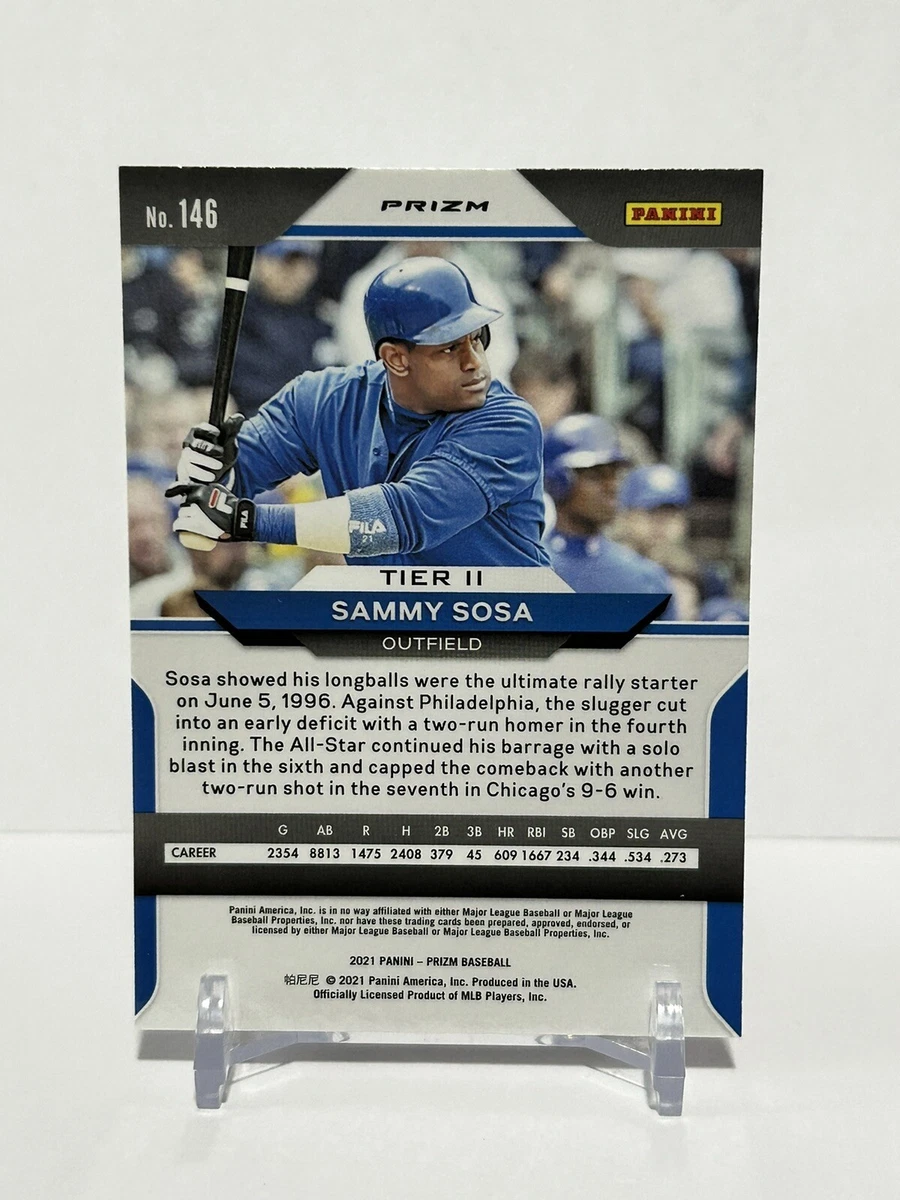 No. 146
PRIZM
PANINI
FILA
FILA
21
TIER II
SAMMY SOSA
OUTFIELD
Sosa showed his longballs were the ultimate rally starter
on June 5, 1996. Against Philadelphia, the slugger cut
into an early deficit with a two-run homer in the fourth
inning. The All-Star continued his barrage with a solo
blast in the sixth and capped the comeback with another
two-run shot in the seventh in Chicago's 9-6 win.
G AB R H 2B 3B HR RBI SB OBP SLG AVG
CAREER 2354 8813 1475 2408 379 45 609 1667 234 .344 .534 .273
Panini America, Inc. is in no way affiliated with either Major League Baseball or Major League
Baseball Properties, Inc. nor have these trading cards been prepared, approved, endorsed, or
licensed by either Major League Baseball or Major League Baseball Properties, Inc.
2021 PANINI – PRIZM BASEBALL
帕尼尼 © 2021 Panini America, Inc. Produced in the USA.
Officially Licensed Product of MLB Players, Inc.